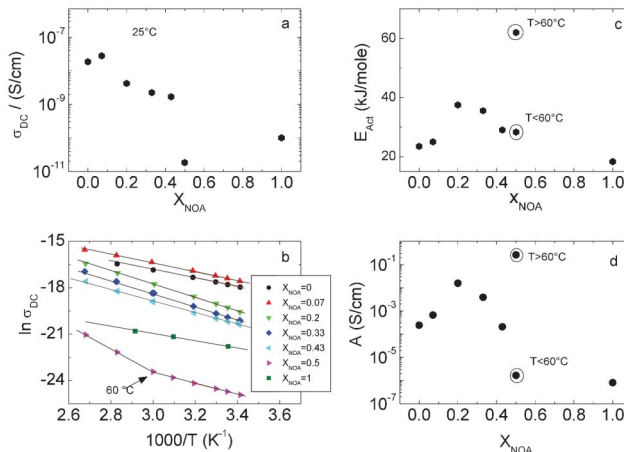 a
25°C
σDC / (S/cm)
10-7
10-9
10-11
0.0 0.2 0.4 0.6 0.8 1.0
XNOA
c
T>60°C
T<60°C
EAct (kJ/mole)
60
40
20
0.0 0.2 0.4 0.6 0.8 1.0
XNOA
b
ln σDC
-15
-18
-21
-24
60 °C
XNOA=0
XNOA=0.07
XNOA=0.2
XNOA=0.33
XNOA=0.43
XNOA=0.5
XNOA=1
2.6 2.8 3.0 3.2 3.4 3.6
1000/T (K-1)
d
T>60°C
T<60°C
A (S/cm)
10-1
10-3
10-5
10-7
0.0 0.2 0.4 0.6 0.8 1.0
XNOA